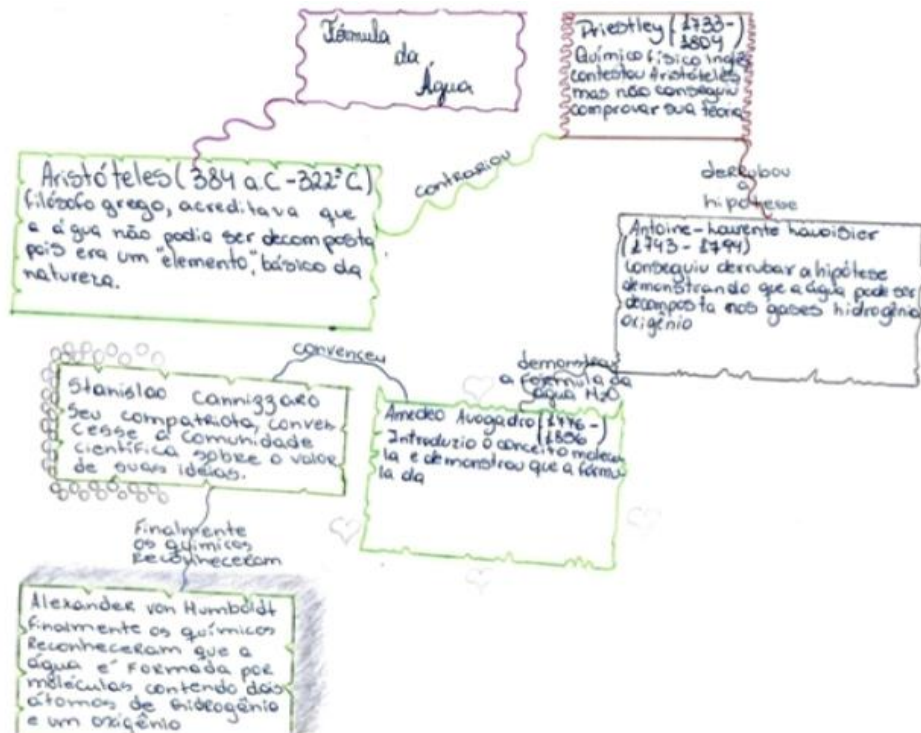 Fórmula
da
Água
Priestley (1733-
1804)
Químico físico inglês
contestou Aristóteles
mas não conseguiu
comprovar sua teoria
Aristóteles (384 a.C - 322ª C.)
filósofo grego, acreditava que
a água não podia ser decomposta
pois era um "elemento", básico da
natureza.
contrariou
derrubou
a
hipótese
Antoine-Laurente Lavoisier
(1743 - 1794)
conseguiu derrubar a hipótese
demonstrando que a água pode ser
decomposta nos gases hidrogênio
origênio
convenceu
demonstrou
a fórmula da
água H₂O
Stanislao Cannizzaro
Seu compatriota, conven
cesse a comunidade
científica sobre o valor
de suas ideias.
Amedeo Avogadro (1776-
1856)
Introduzio o conceito molecu
la e demonstrou que a fórmu
la da
Finalmente
os químicos
Reconheceram
Alexander von Humboldt
finalmente os químicos
Reconheceram que a
água é formada por
moléculas contendo dois
átomos de hidrogênio
e um oxigênio